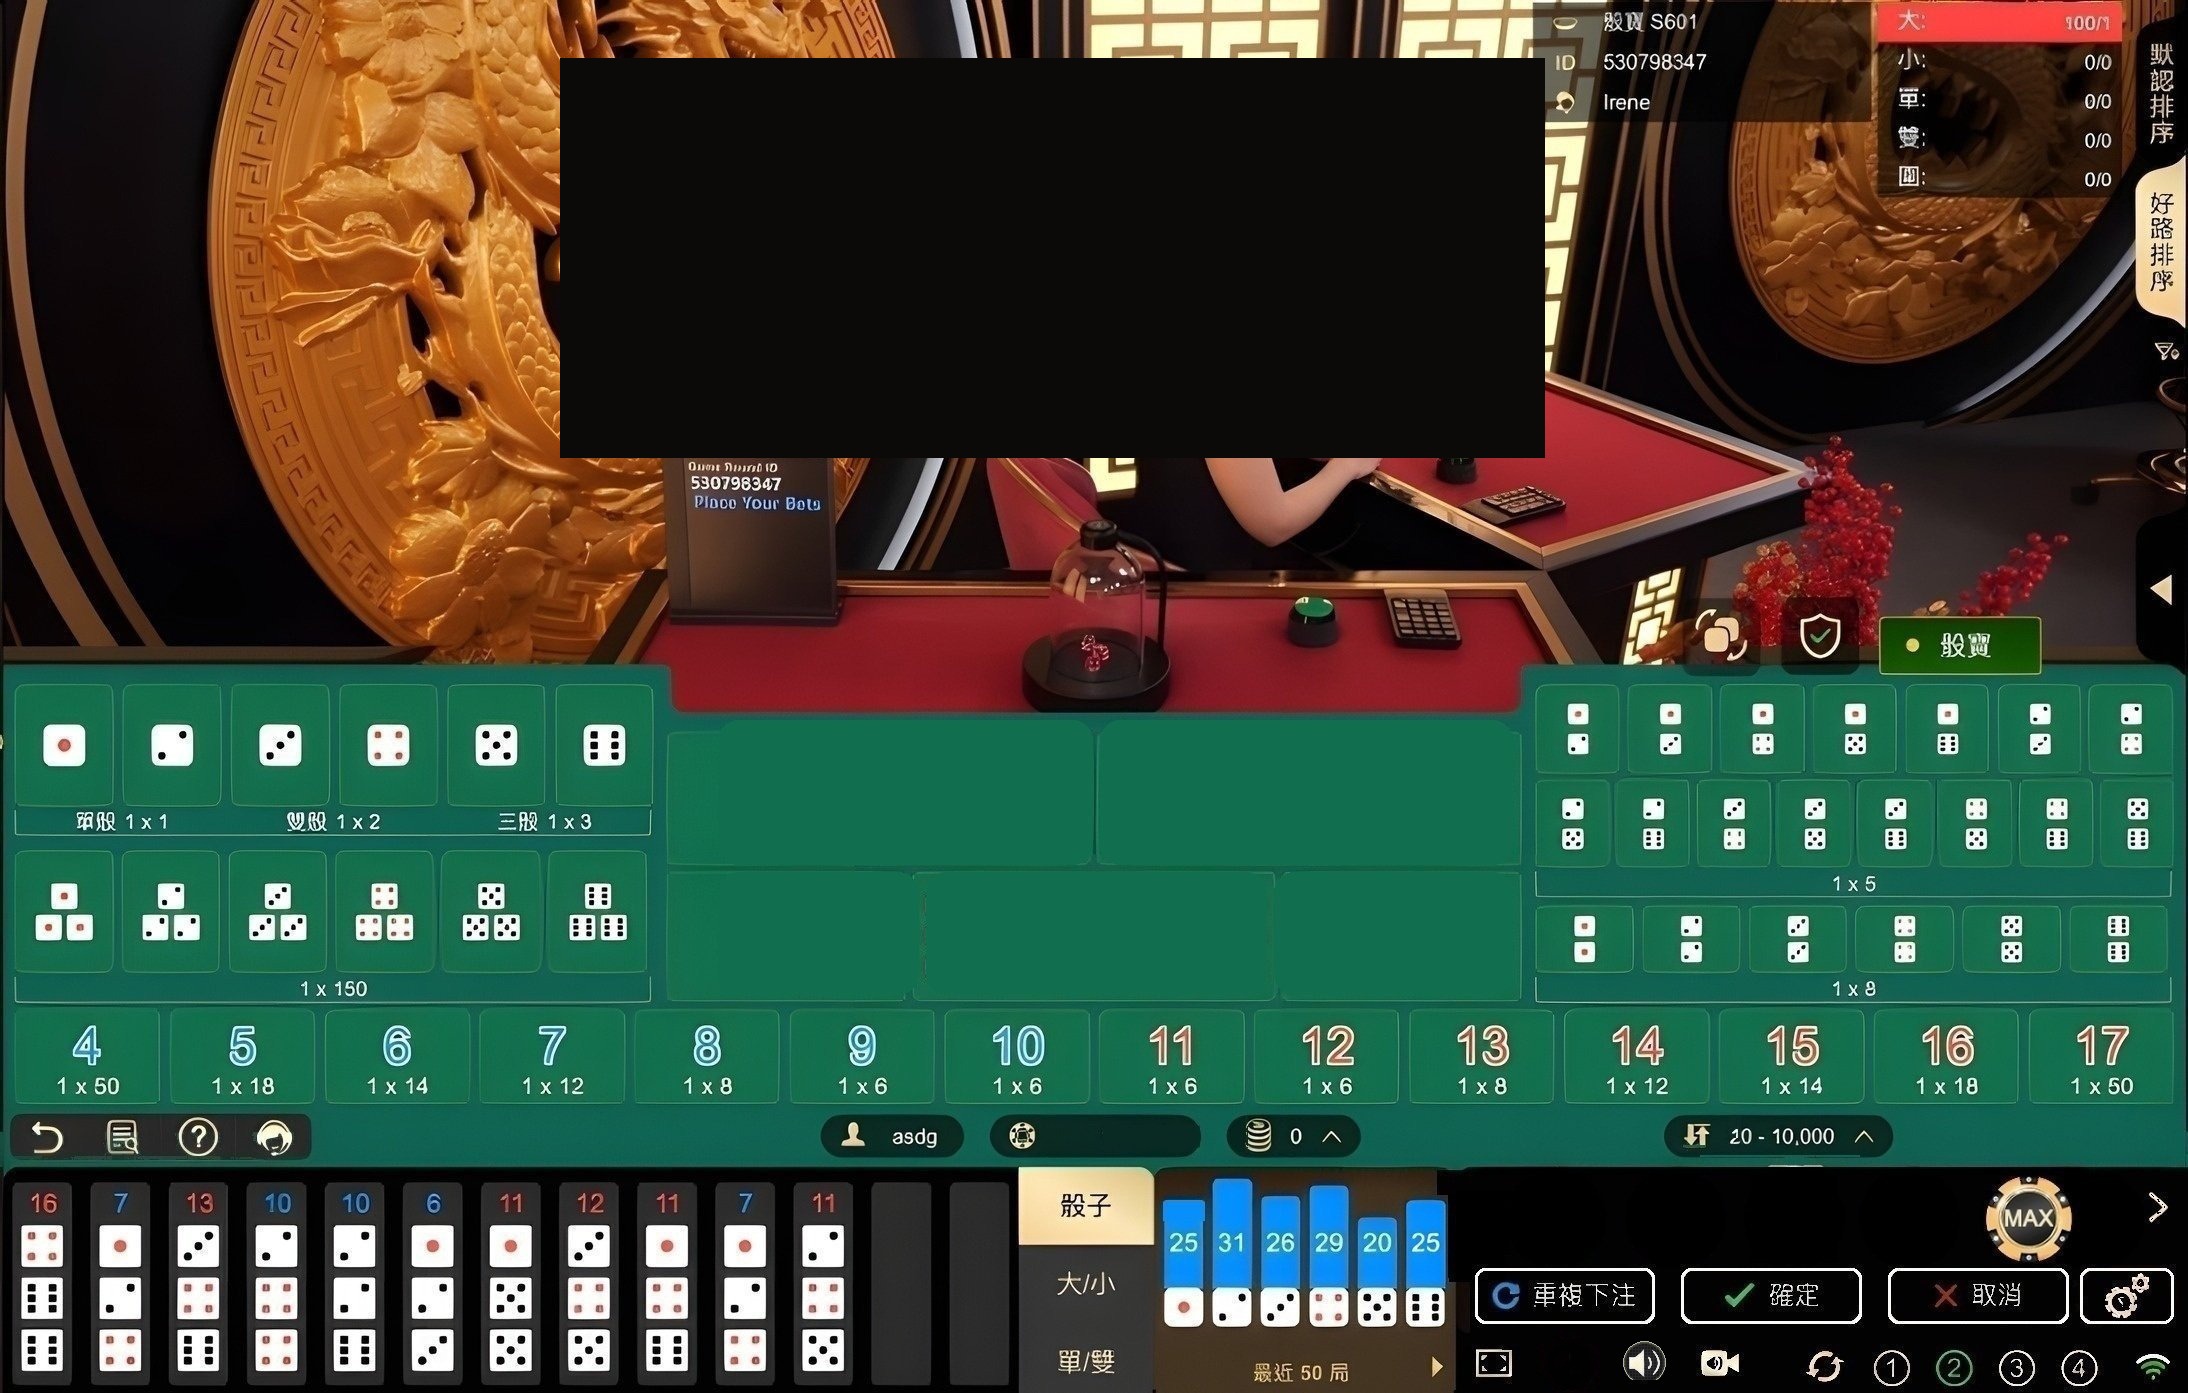 骰寶 S601
大: 100/1
ID 530798347
小: 0/0
Irene
單: 0/0
雙: 0/0
圍: 0/0
默認排序
好路排序
Game Round ID
530798347
Place Your Bets
骰寶
單骰 1 x 1
雙骰 1 x 2
三骰 1 x 3
1 x 5
1 x 150
1 x 8
4 5 6 7 8 9 10 11 12 13 14 15 16 17
1 x 50 1 x 18 1 x 14 1 x 12 1 x 8 1 x 6 1 x 6 1 x 6 1 x 6 1 x 8 1 x 12 1 x 14 1 x 18 1 x 50
asdg
0
20 - 10,000
16 7 13 10 10 6 11 12 11 7 11
骰子
大/小
單/雙
25 31 26 29 20 25
最近 50 局
MAX
重複下注
確定
取消
1 2 3 4